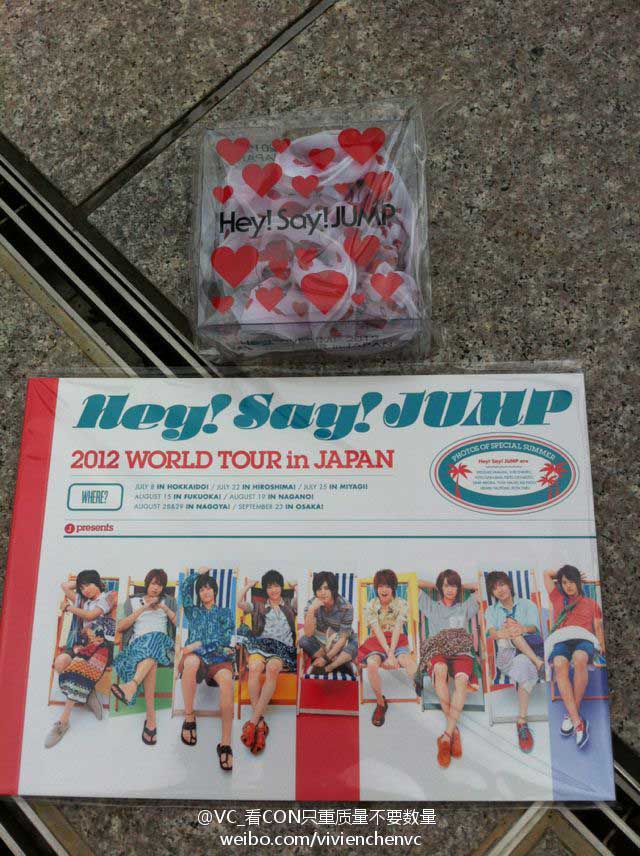 Hey! Say! JUMP
Hey! Say! JUMP
2012 WORLD TOUR in JAPAN
WHERE?
JULY 8 IN HOKKAIDO! / JULY 22 IN HIROSHIMA! / JULY 25 IN MIYAGI!
AUGUST 15 IN FUKUOKA! / AUGUST 19 IN NAGANO!
AUGUST 28&29 IN NAGOYA! / SEPTEMBER 23 IN OSAKA!
PHOTOS OF SPECIAL SUMMER
Hey! Say! JUMP are
J presents
@VC_看CON只重质量不要数量
weibo.com/vivienchenvc